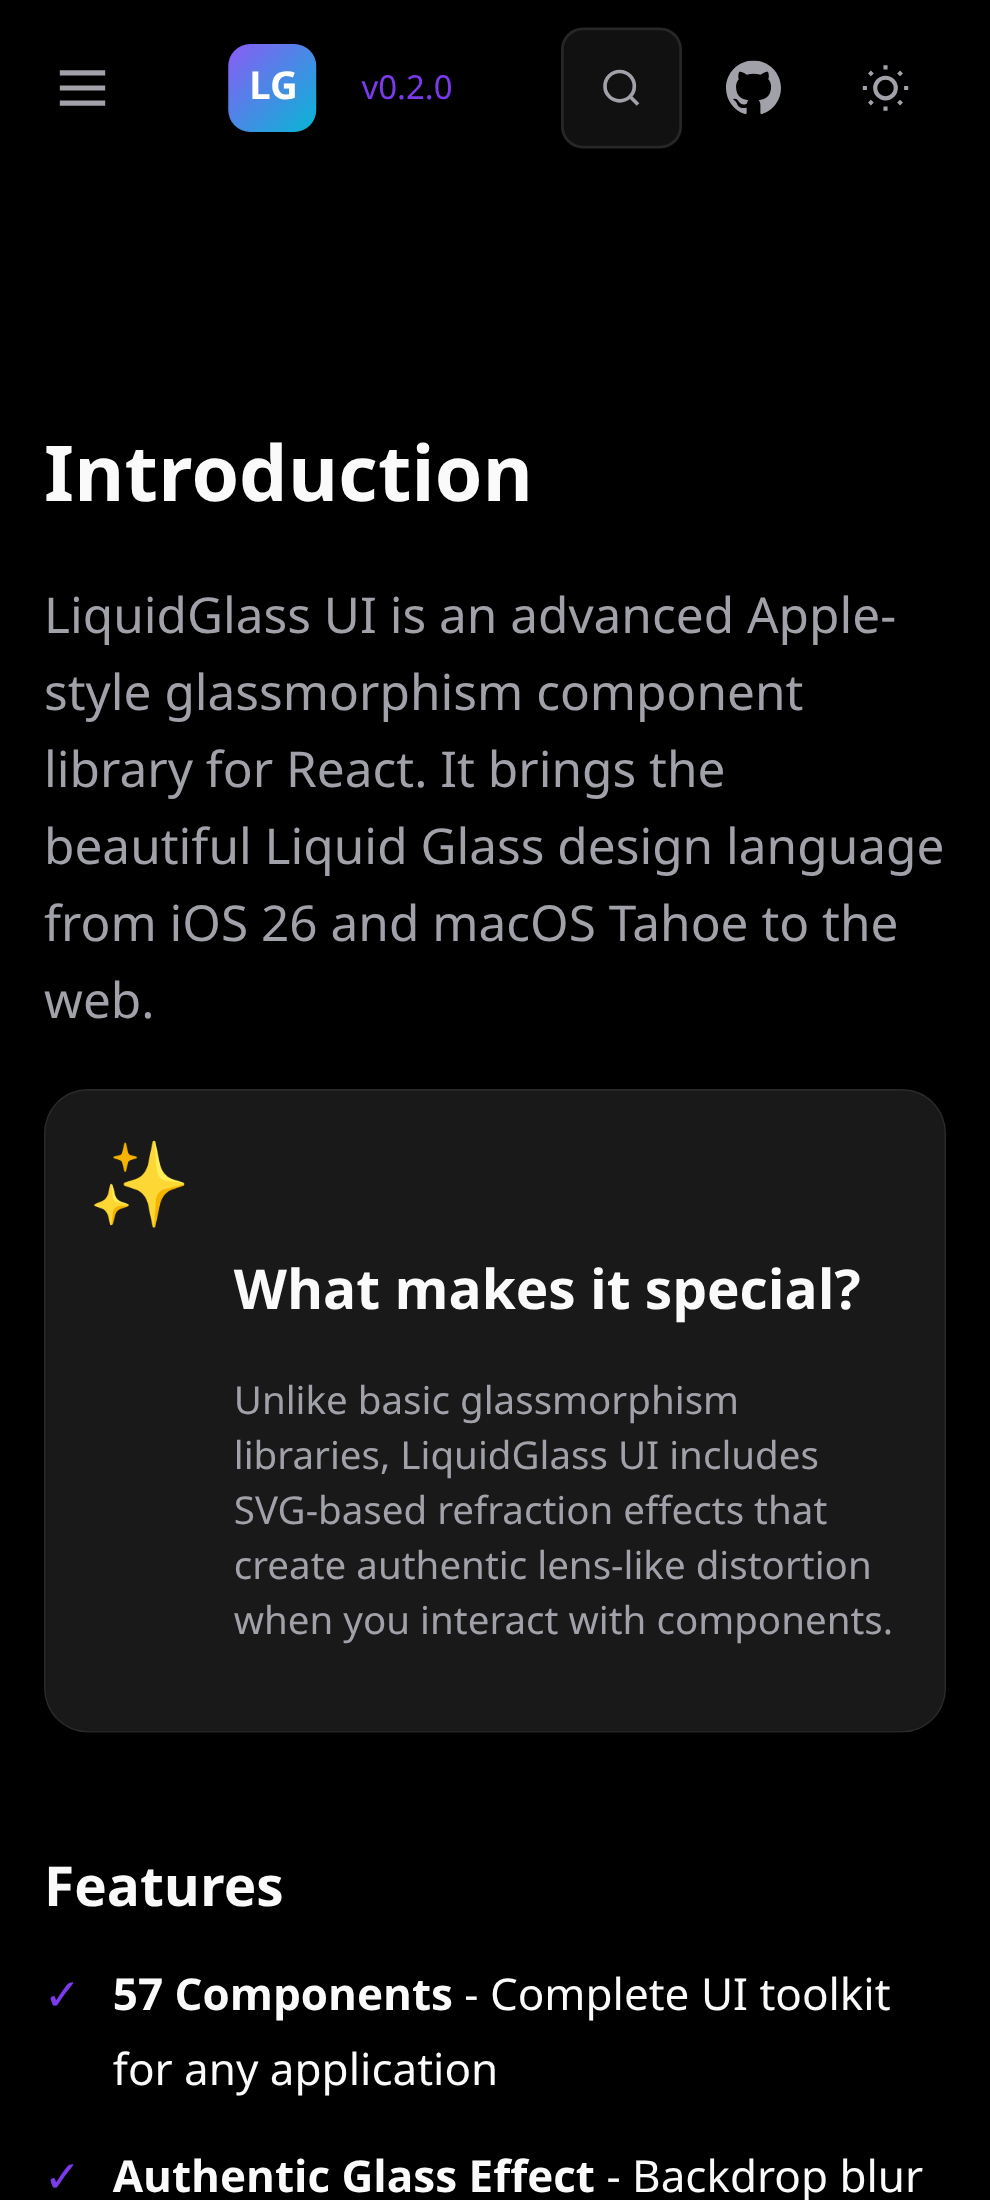 LG v0.2.0
Introduction
LiquidGlass UI is an advanced Apple-
style glassmorphism component
library for React. It brings the
beautiful Liquid Glass design language
from iOS 26 and macOS Tahoe to the
web.
What makes it special?
Unlike basic glassmorphism
libraries, LiquidGlass UI includes
SVG-based refraction effects that
create authentic lens-like distortion
when you interact with components.
Features
✓ 57 Components - Complete UI toolkit
for any application
✓ Authentic Glass Effect - Backdrop blur